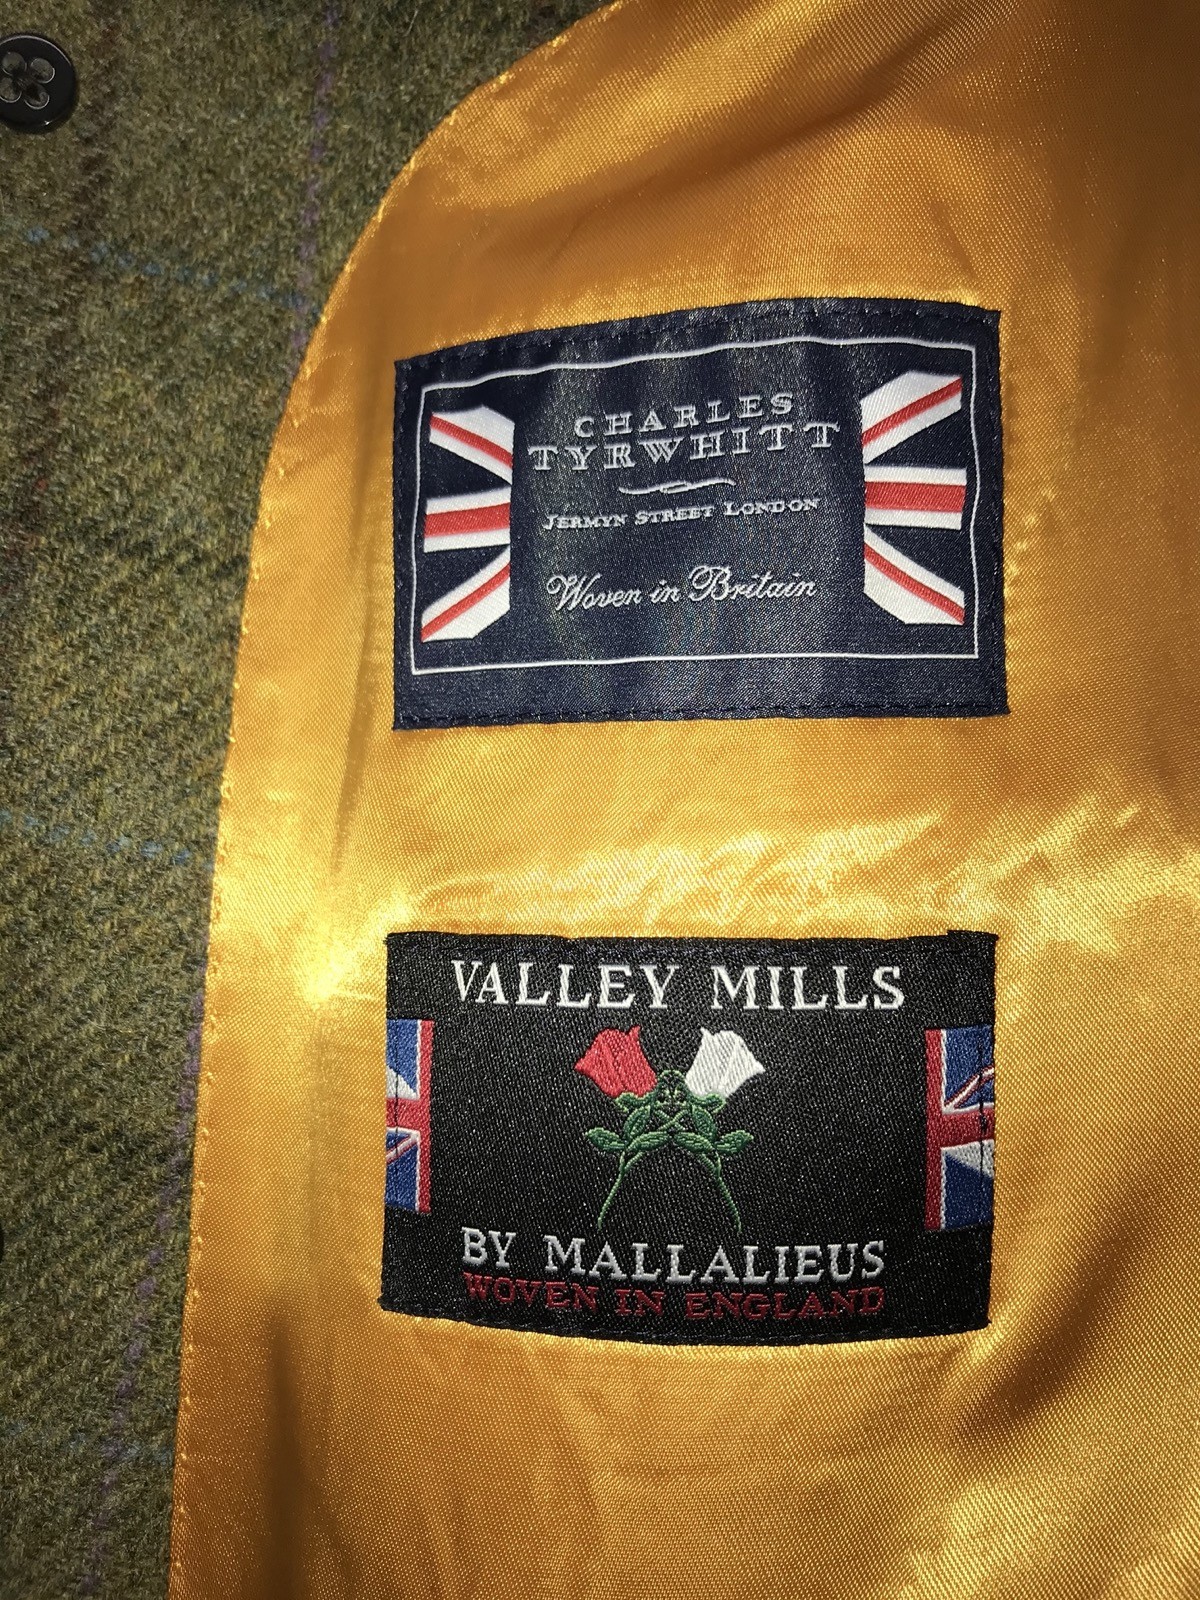 CHARLES
TYRWHITT
JERMYN STREET LONDON
Woven in Britain
VALLEY MILLS
BY MALLALIEUS
WOVEN IN ENGLAND